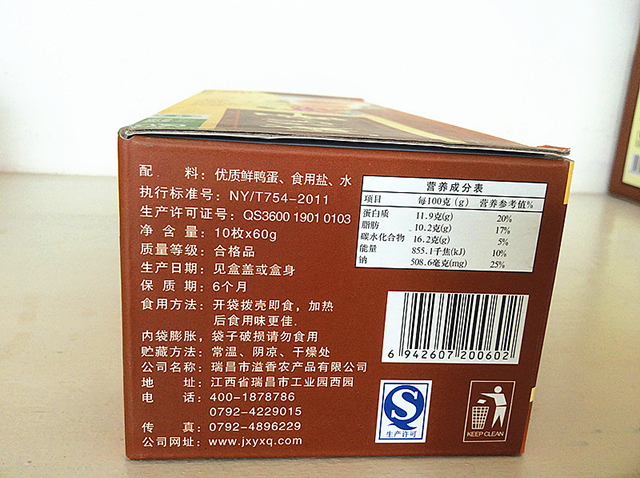 配 料：优质鲜鸭蛋、食用盐、水
执行标准号：NY/T754-2011
生产许可证号：QS3600 1901 0103
净 含 量：10枚x60g
质量等级：合格品
生产日期：见盒盖或盒身
保 质 期：6个月
食用方法：开袋拨壳即食，加热
后食用味更佳.
内袋膨胀，袋子破损请勿食用
贮藏方法：常温、阴凉、干燥处
公司名称：瑞昌市溢香农产品有限公司
地 址：江西省瑞昌市工业园西园
电 话：400-1878786
0792-4229015
传 真：0792-4896229
公司网址：www.jxyxq.com
营养成分表
项目 每100克(g) 营养参考值%
蛋白质 11.9克(g) 20%
脂肪 10.2克(g) 17%
碳水化合物 16.2克(g) 5%
能量 855.1千焦(kJ) 10%
钠 508.6毫克(mg) 25%
6 942607 200602
QS
生产许可
KEEP CLEAN